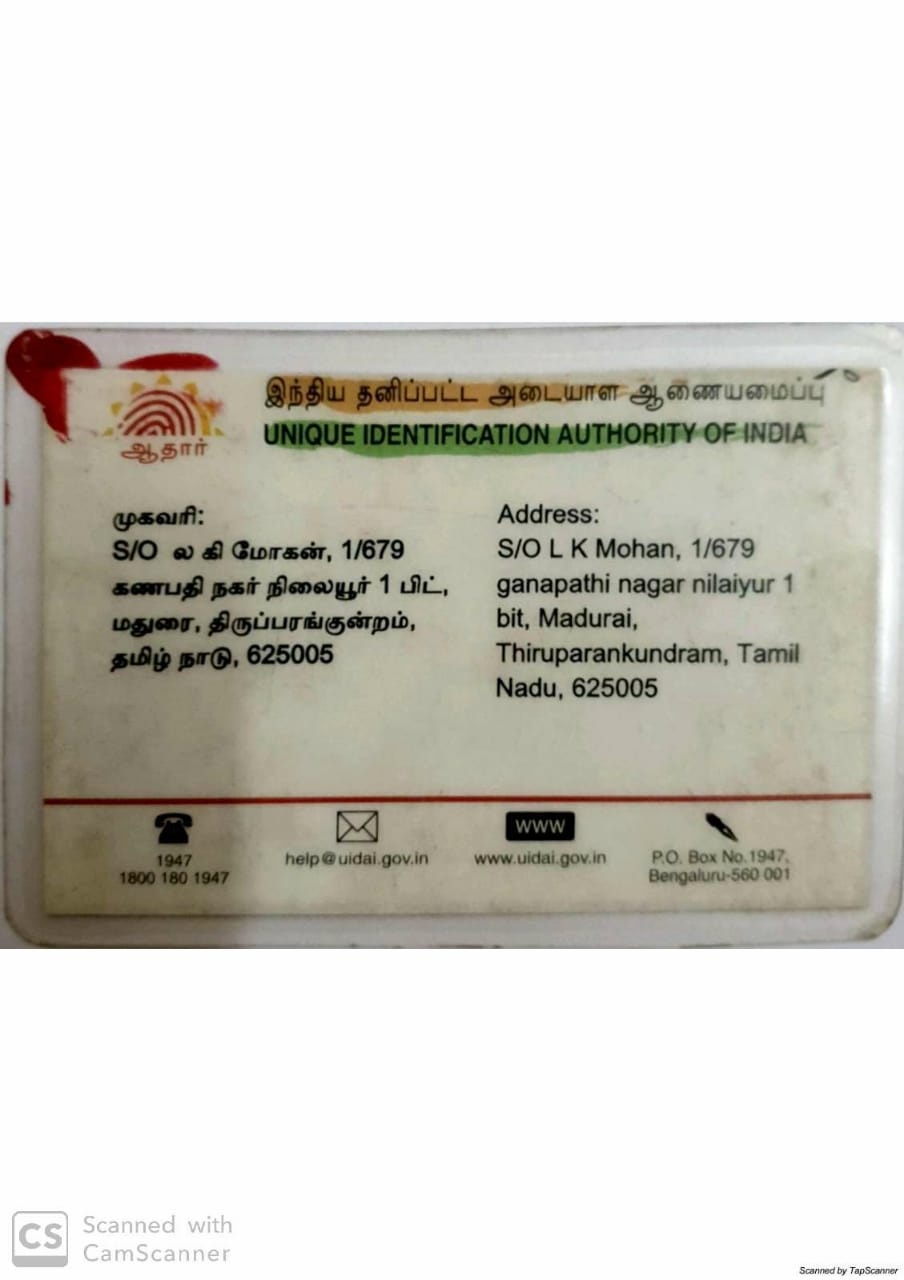 இந்திய தனிப்பட்ட அடையாள ஆணையமைப்பு
UNIQUE IDENTIFICATION AUTHORITY OF INDIA
ஆதார்
முகவரி:
S/O ல கி மோகன், 1/679
கணபதி நகர் நிலையூர் 1 பிட்,
மதுரை, திருப்பரங்குன்றம்,
தமிழ் நாடு, 625005
Address:
S/O L K Mohan, 1/679
ganapathi nagar nilaiyur 1
bit, Madurai,
Thiruparankundram, Tamil
Nadu, 625005
1947
1800 180 1947
help@uidai.gov.in
www
www.uidai.gov.in
P.O. Box No.1947,
Bengaluru-560 001
CS
Scanned with
CamScanner
Scanned by TapScanner